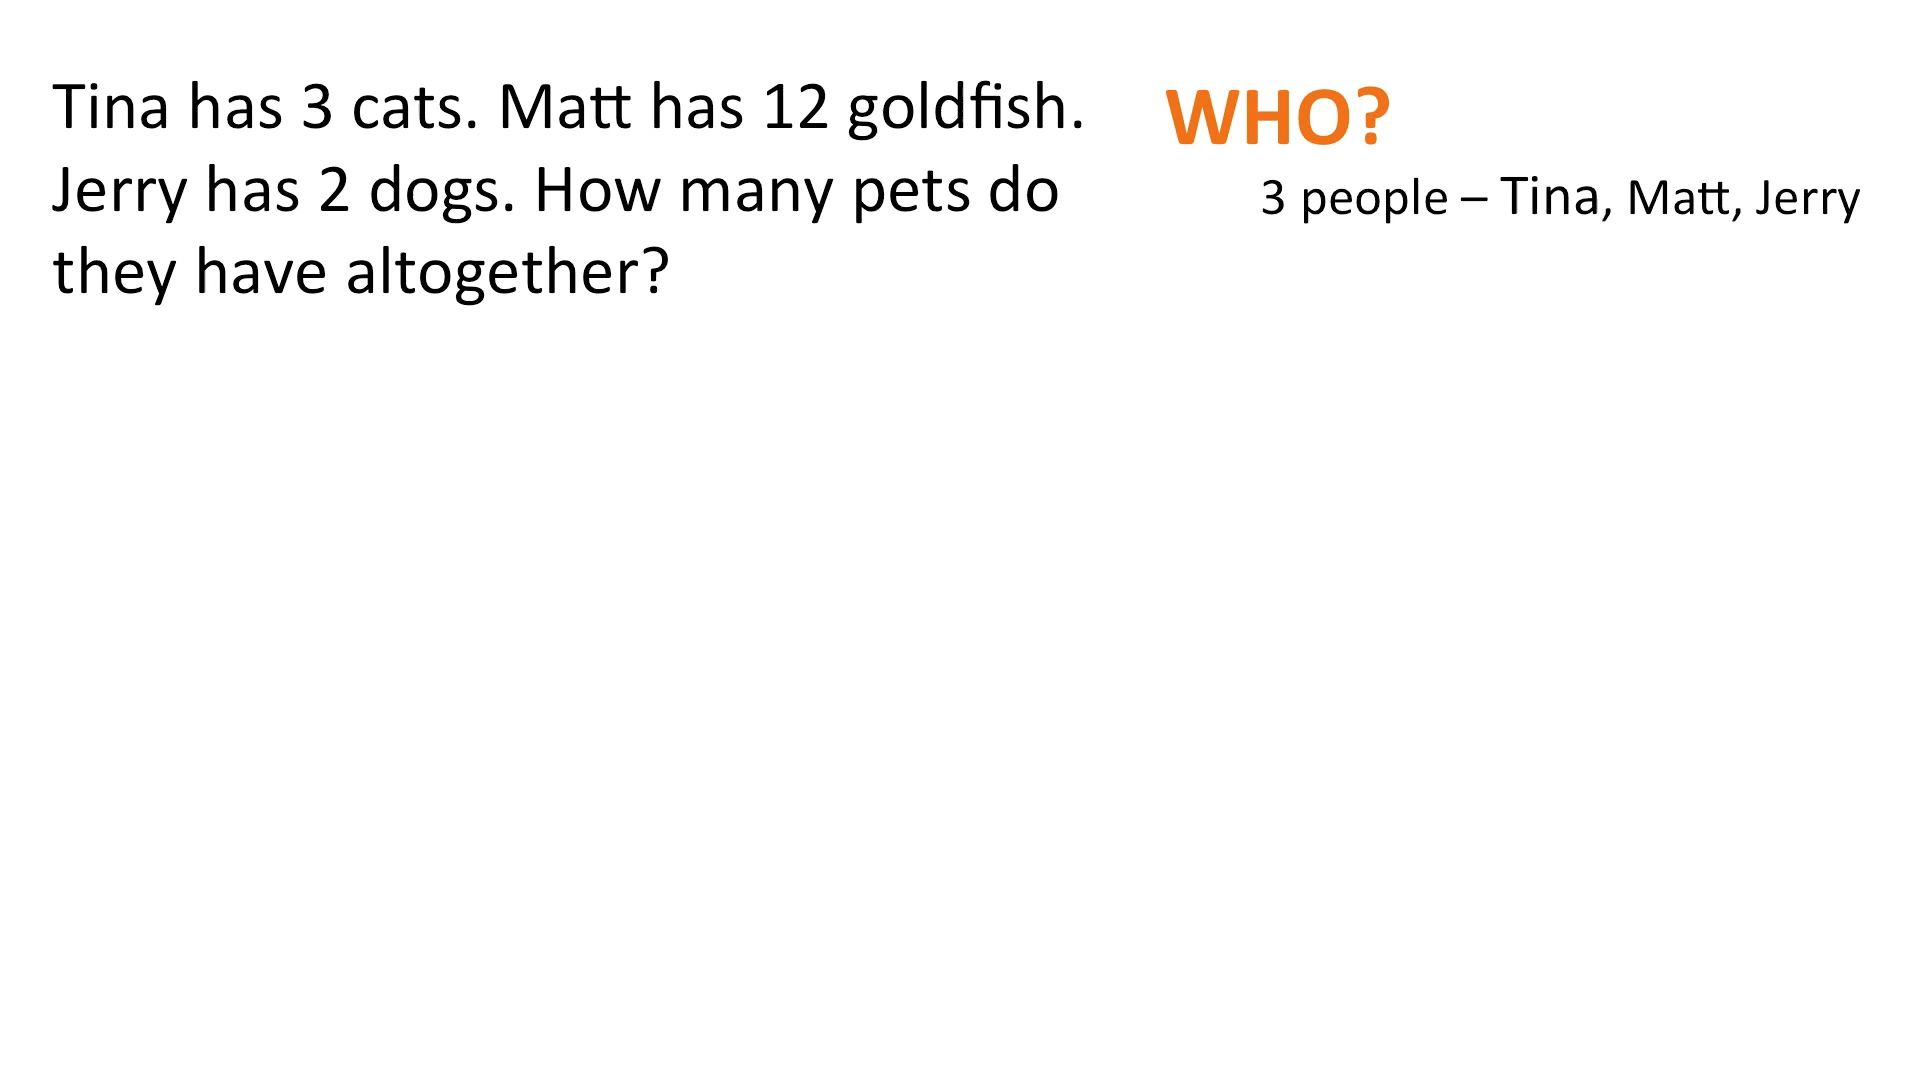 Tina has 3 cats. Matt has 12 goldfish.
Jerry has 2 dogs. How many pets do
they have altogether?
WHO?
3 people – Tina, Matt, Jerry